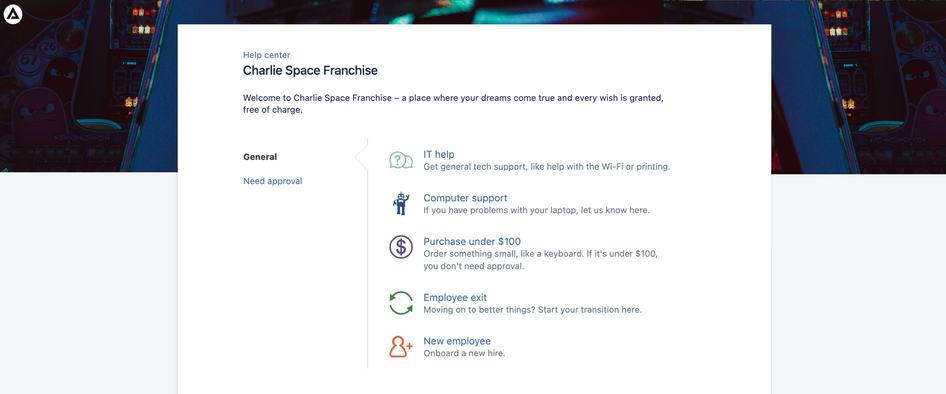 Help center
Charlie Space Franchise
Welcome to Charlie Space Franchise – a place where your dreams come true and every wish is granted,
free of charge.
General
Need approval
IT help
Get general tech support, like help with the Wi-Fi or printing.
Computer support
If you have problems with your laptop, let us know here.
Purchase under $100
Order something small, like a keyboard. If it's under $100,
you don't need approval.
Employee exit
Moving on to better things? Start your transition here.
New employee
Onboard a new hire.